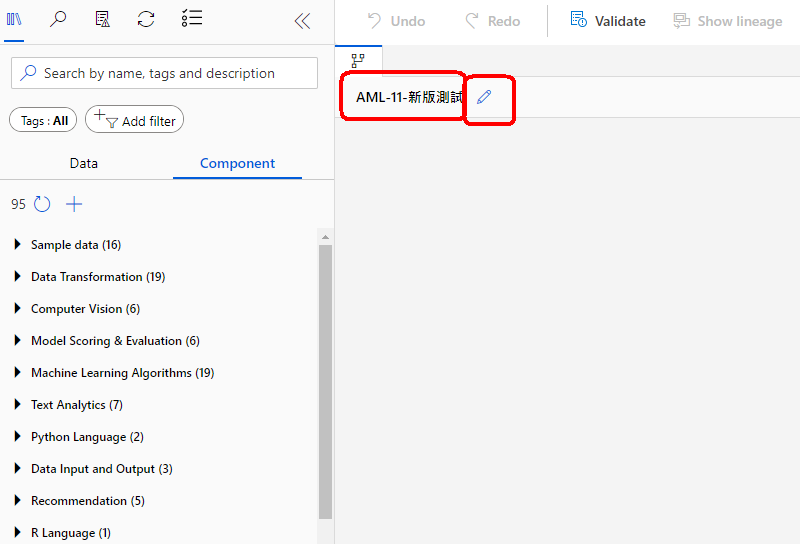 Undo Redo Validate Show lineage
Search by name, tags and description
Tags : All Add filter
AML-11-新版測試
Data Component
95
Sample data (16)
Data Transformation (19)
Computer Vision (6)
Model Scoring & Evaluation (6)
Machine Learning Algorithms (19)
Text Analytics (7)
Python Language (2)
Data Input and Output (3)
Recommendation (5)
R Language (1)